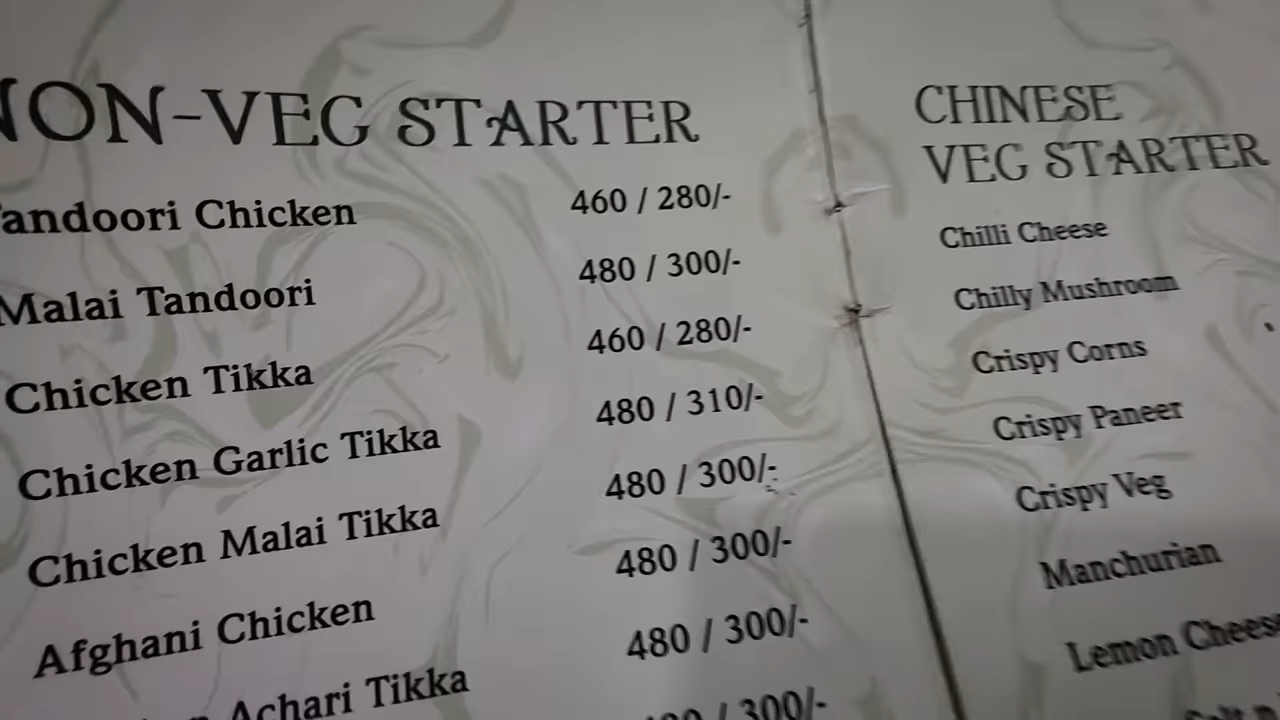 NON-VEG STARTER
Tandoori Chicken 460 / 280/-
Malai Tandoori 480 / 300/-
Chicken Tikka 460 / 280/-
Chicken Garlic Tikka 480 / 310/-
Chicken Malai Tikka 480 / 300/-
Afghani Chicken 480 / 300/-
Achari Tikka 480 / 300/-
/ 300/-
CHINESE
VEG STARTER
Chilli Cheese
Chilly Mushroom
Crispy Corns
Crispy Paneer
Crispy Veg
Manchurian
Lemon Cheese